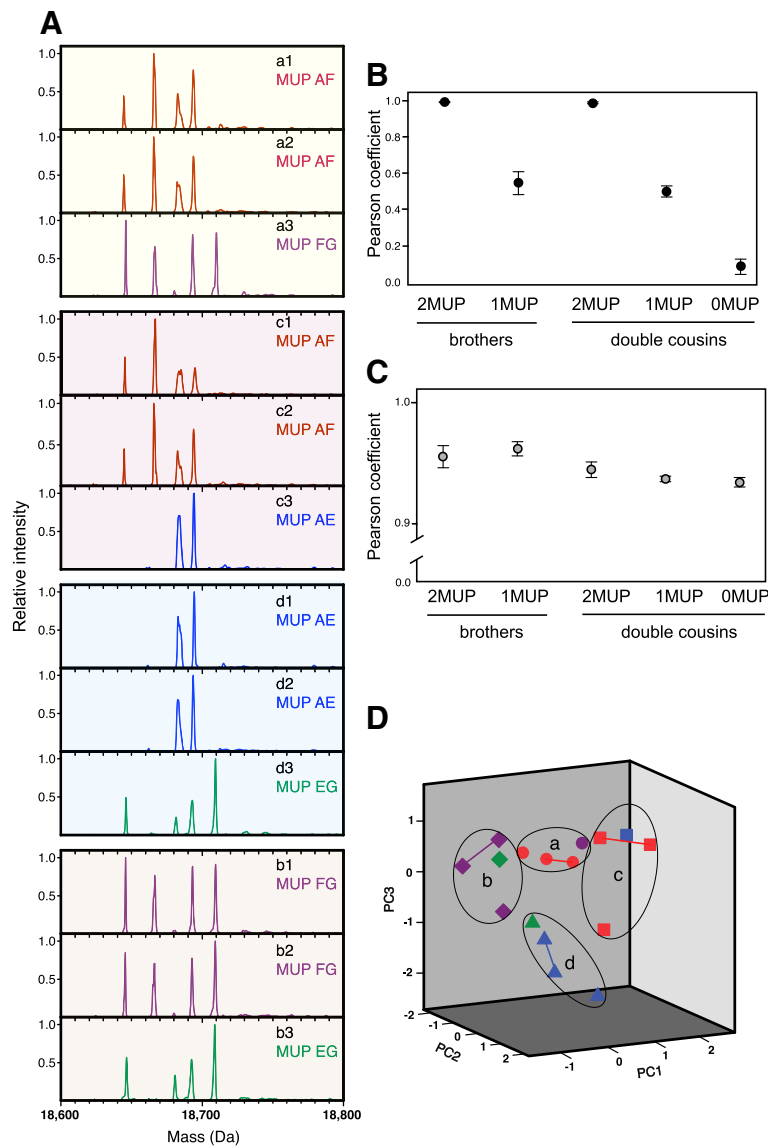 A
Relative intensity
1.0
0.5
a1
MUP AF
1.0
0.5
a2
MUP AF
1.0
0.5
a3
MUP FG
1.0
0.5
c1
MUP AF
1.0
0.5
c2
MUP AF
1.0
0.5
c3
MUP AE
1.0
0.5
d1
MUP AE
1.0
0.5
d2
MUP AE
1.0
0.5
d3
MUP EG
1.0
0.5
b1
MUP FG
1.0
0.5
b2
MUP FG
1.0
0.5
b3
MUP EG
18,600 18,700 18,800
Mass (Da)
B
Pearson coefficient
1.0
0.8
0.6
0.4
0.2
0.0
2MUP 1MUP 2MUP 1MUP 0MUP
brothers double cousins
C
Pearson coefficient
1.0
0.9
0.0
2MUP 1MUP 2MUP 1MUP 0MUP
brothers double cousins
D
PC3
1
0
-1
-2
a
b
c
d
-2 -1 0 1 2
PC2
-1 0 1 2
PC1